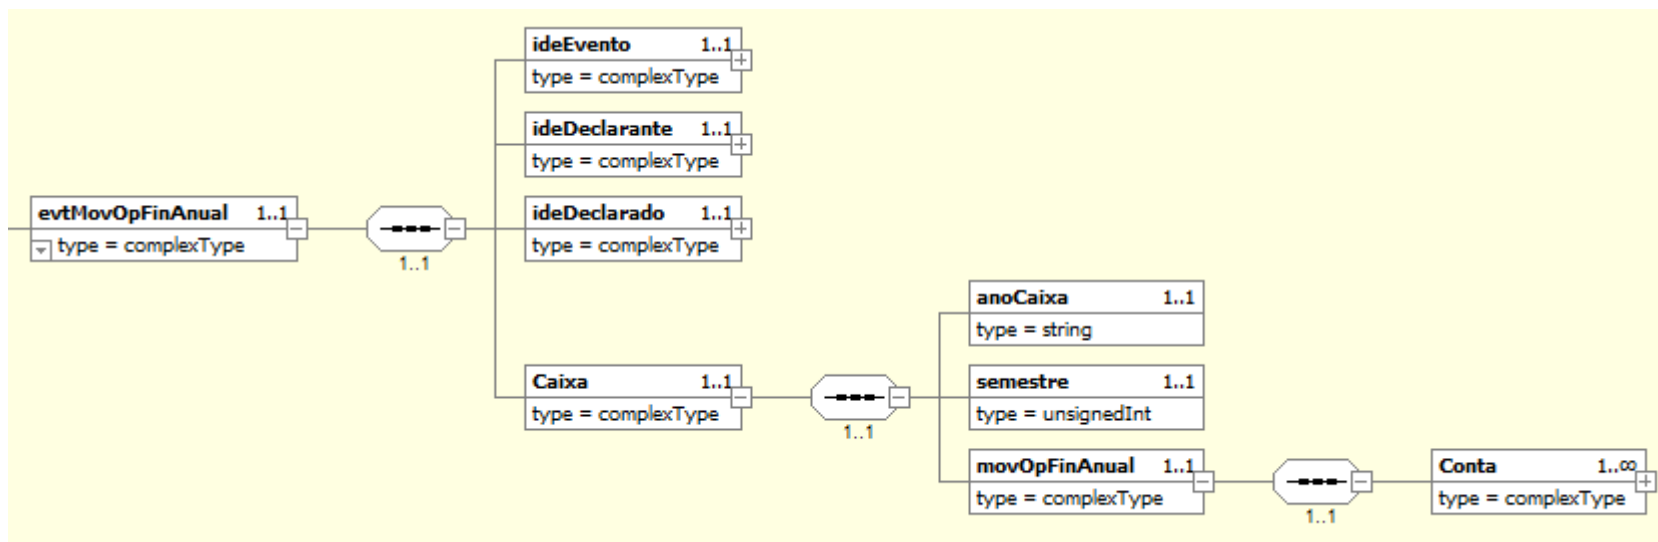 ideEvento 1..1
type = complexType
ideDeclarante 1..1
type = complexType
evtMovOpFinAnual 1..1
type = complexType
1..1
ideDeclarado 1..1
type = complexType
Caixa 1..1
type = complexType
1..1
anoCaixa 1..1
type = string
semestre 1..1
type = unsignedInt
movOpFinAnual 1..1
type = complexType
1..1
Conta 1..∞
type = complexType